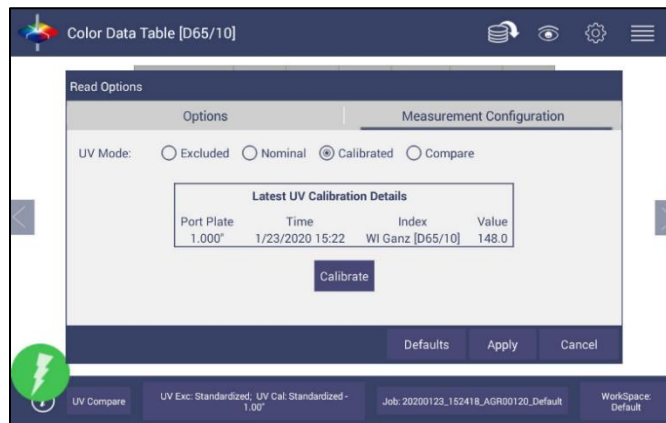 Color Data Table [D65/10]
Read Options
Options
Measurement Configuration
UV Mode:
Excluded
Nominal
Calibrated
Compare
Latest UV Calibration Details
Port Plate Time Index Value
1.000" 1/23/2020 15:22 WI Ganz [D65/10] 148.0
Calibrate
Defaults
Apply
Cancel
UV Compare
UV Exc: Standardized; UV Cal: Standardized -
1.00"
Job: 20200123_152418_AGR00120_Default
WorkSpace:
Default